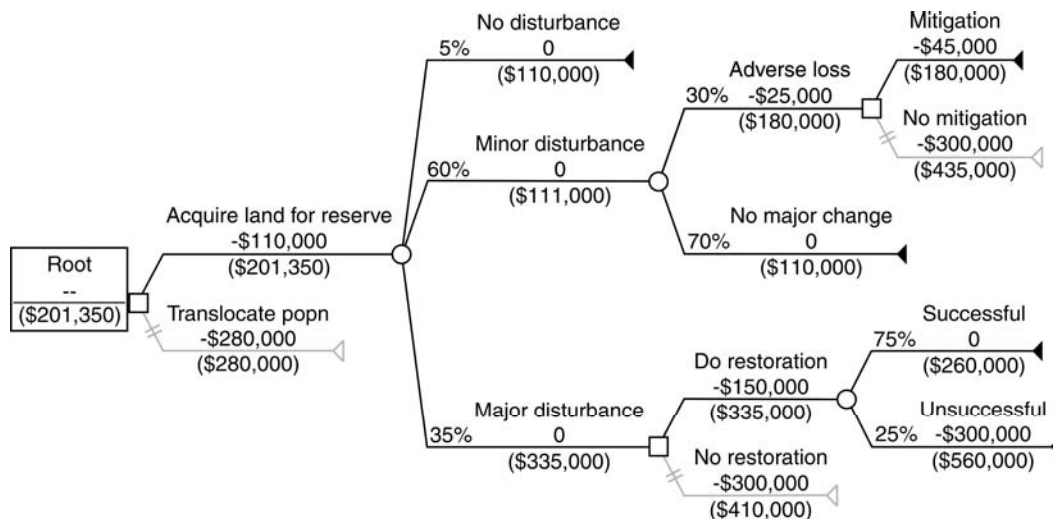 Root
--
($201,350)
Acquire land for reserve
-$110,000
($201,350)
Translocate popn
-$280,000
($280,000)
5%
No disturbance
0
($110,000)
60%
Minor disturbance
0
($111,000)
30%
Adverse loss
-$25,000
($180,000)
Mitigation
-$45,000
($180,000)
No mitigation
-$300,000
($435,000)
70%
No major change
0
($110,000)
35%
Major disturbance
0
($335,000)
Do restoration
-$150,000
($335,000)
75%
Successful
0
($260,000)
25%
Unsuccessful
-$300,000
($560,000)
No restoration
-$300,000
($410,000)